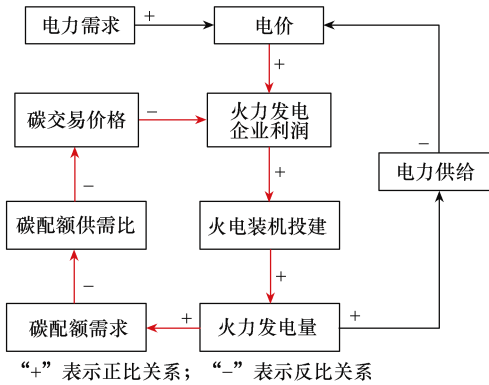 电力需求
+
电价
+
碳交易价格
−
火力发电
企业利润
−
电力供给
−
+
碳配额供需比
火电装机投建
−
+
碳配额需求
+
火力发电量
+
“+”表示正比关系；“−”表示反比关系